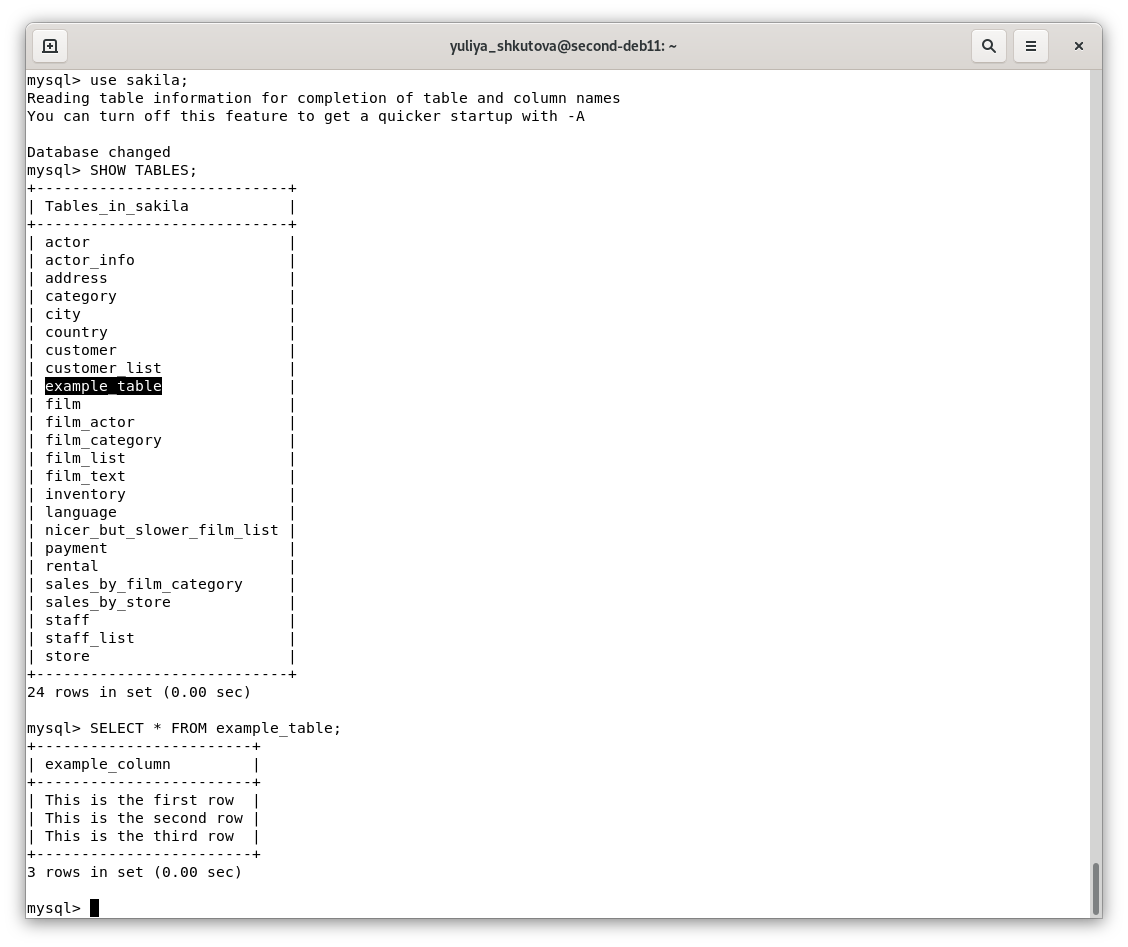 yuliya_shkutova@second-deb11: ~
mysql> use sakila;
Reading table information for completion of table and column names
You can turn off this feature to get a quicker startup with -A
Database changed
mysql> SHOW TABLES;
+----------------------------+
| Tables_in_sakila           |
+----------------------------+
| actor                      |
| actor_info                 |
| address                    |
| category                   |
| city                       |
| country                    |
| customer                   |
| customer_list              |
| example_table              |
| film                       |
| film_actor                 |
| film_category              |
| film_list                  |
| film_text                  |
| inventory                  |
| language                   |
| nicer_but_slower_film_list |
| payment                    |
| rental                     |
| sales_by_film_category     |
| sales_by_store             |
| staff                      |
| staff_list                 |
| store                      |
+----------------------------+
24 rows in set (0.00 sec)
mysql> SELECT * FROM example_table;
+------------------------+
| example_column         |
+------------------------+
| This is the first row  |
| This is the second row |
| This is the third row  |
+------------------------+
3 rows in set (0.00 sec)
mysql>